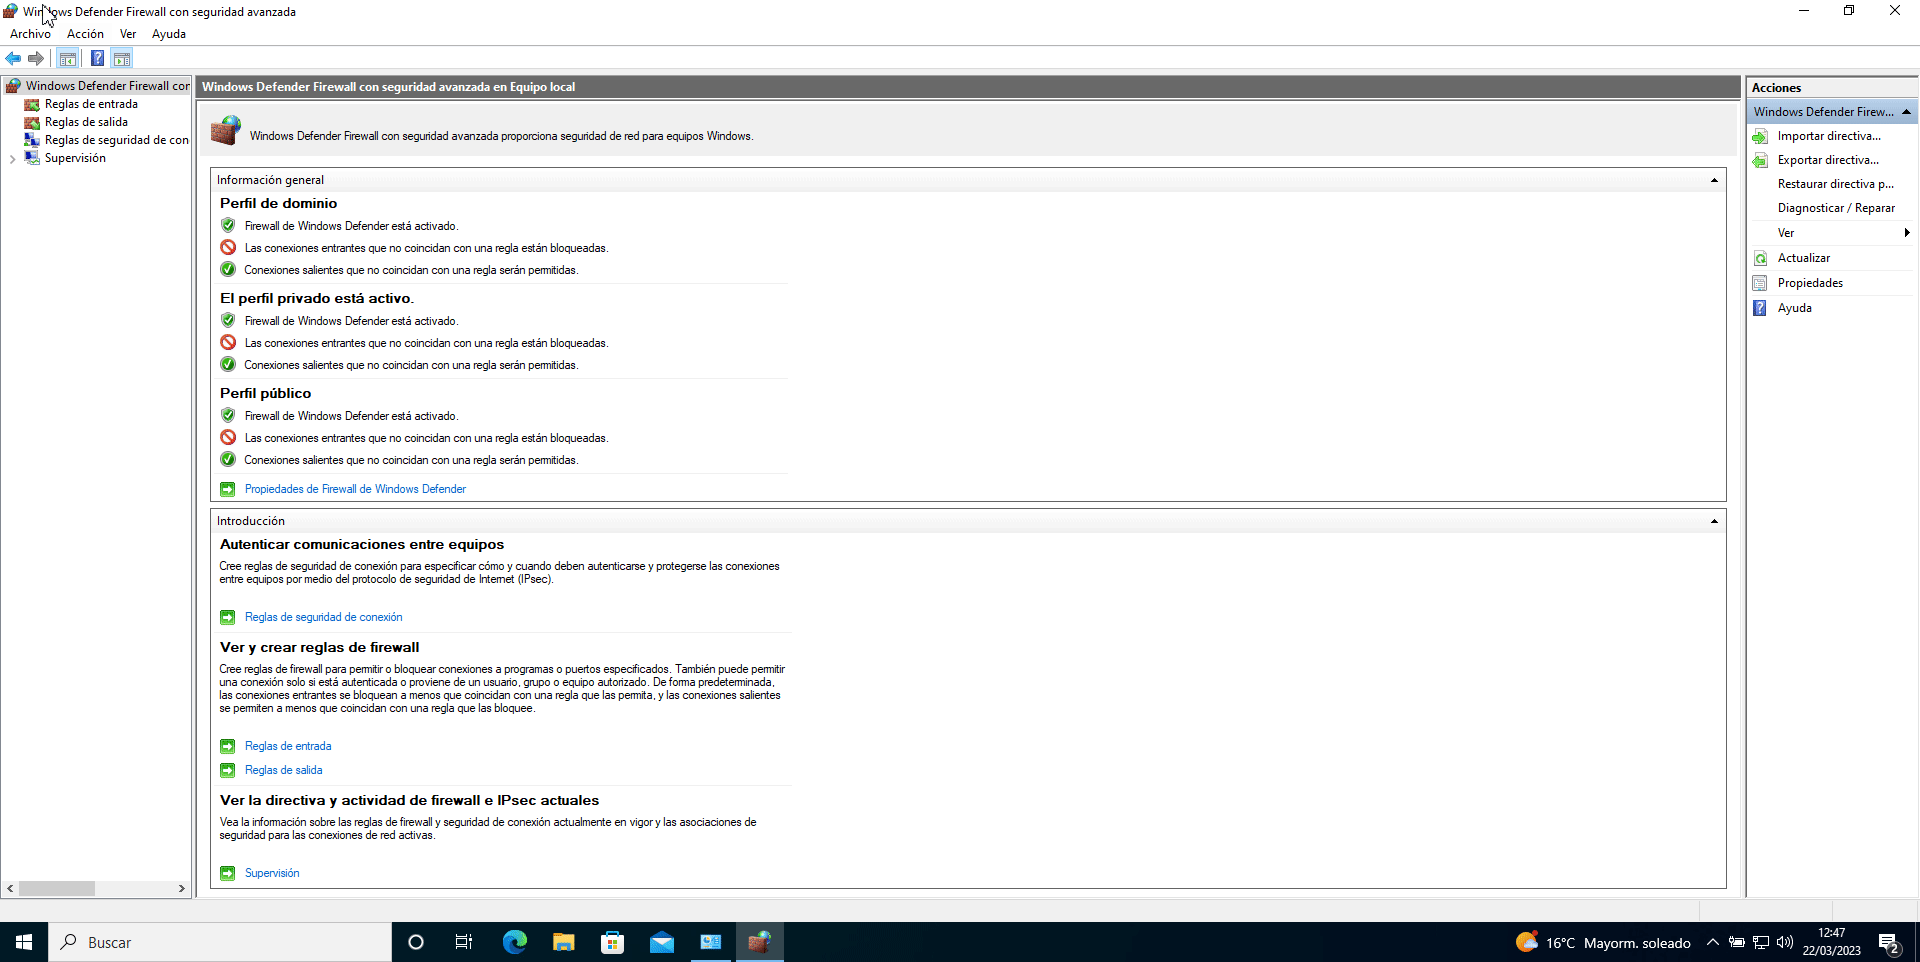 Windows Defender Firewall con seguridad avanzada
Archivo Acción Ver Ayuda
Windows Defender Firewall con
Reglas de entrada
Reglas de salida
Reglas de seguridad de con
Supervisión
Windows Defender Firewall con seguridad avanzada en Equipo local
Windows Defender Firewall con seguridad avanzada proporciona seguridad de red para equipos Windows.
Información general
Perfil de dominio
Firewall de Windows Defender está activado.
Las conexiones entrantes que no coincidan con una regla están bloqueadas.
Conexiones salientes que no coincidan con una regla serán permitidas.
El perfil privado está activo.
Firewall de Windows Defender está activado.
Las conexiones entrantes que no coincidan con una regla están bloqueadas.
Conexiones salientes que no coincidan con una regla serán permitidas.
Perfil público
Firewall de Windows Defender está activado.
Las conexiones entrantes que no coincidan con una regla están bloqueadas.
Conexiones salientes que no coincidan con una regla serán permitidas.
Propiedades de Firewall de Windows Defender
Introducción
Autenticar comunicaciones entre equipos
Cree reglas de seguridad de conexión para especificar cómo y cuando deben autenticarse y protegerse las conexiones
entre equipos por medio del protocolo de seguridad de Internet (IPsec).
Reglas de seguridad de conexión
Ver y crear reglas de firewall
Cree reglas de firewall para permitir o bloquear conexiones a programas o puertos especificados. También puede permitir
una conexión solo si está autenticada o proviene de un usuario, grupo o equipo autorizado. De forma predeterminada,
las conexiones entrantes se bloquean a menos que coincidan con una regla que las permita, y las conexiones salientes
se permiten a menos que coincidan con una regla que las bloquee.
Reglas de entrada
Reglas de salida
Ver la directiva y actividad de firewall e IPsec actuales
Vea la información sobre las reglas de firewall y seguridad de conexión actualmente en vigor y las asociaciones de
seguridad para las conexiones de red activas.
Supervisión
Acciones
Windows Defender Firew...
Importar directiva...
Exportar directiva...
Restaurar directiva p...
Diagnosticar / Reparar
Ver
Actualizar
Propiedades
Ayuda
Buscar
16°C Mayorm. soleado
12:47
22/03/2023
2